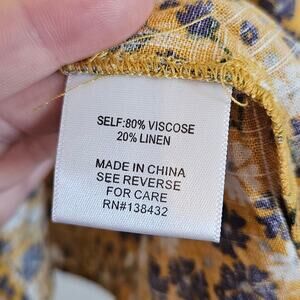 SELF:80% VISCOSE
20% LINEN
MADE IN CHINA
SEE REVERSE
FOR CARE
RN#138432